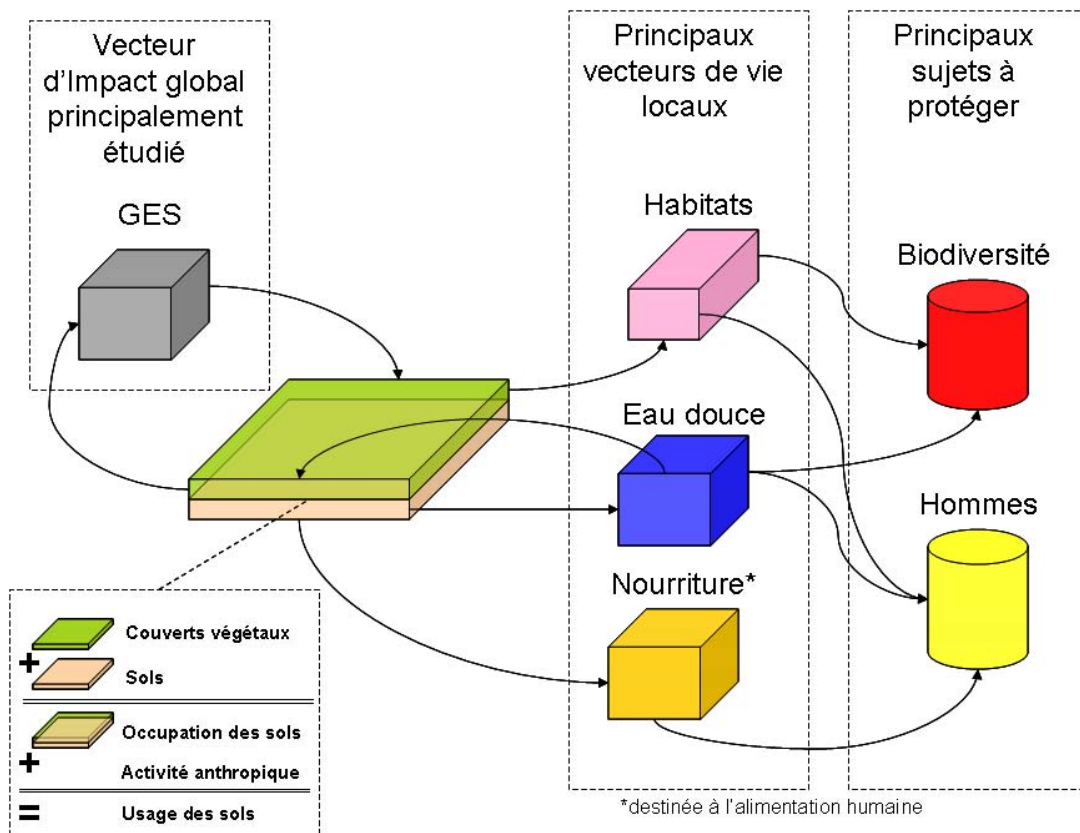 Vecteur
d'Impact global
principalement
étudié
GES
Principaux
vecteurs de vie
locaux
Habitats
Eau douce
Nourriture*
Principaux
sujets à
protéger
Biodiversité
Hommes
Couverts végétaux
+
Sols
Occupation des sols
+
Activité anthropique
= Usage des sols
*destinée à l'alimentation humaine